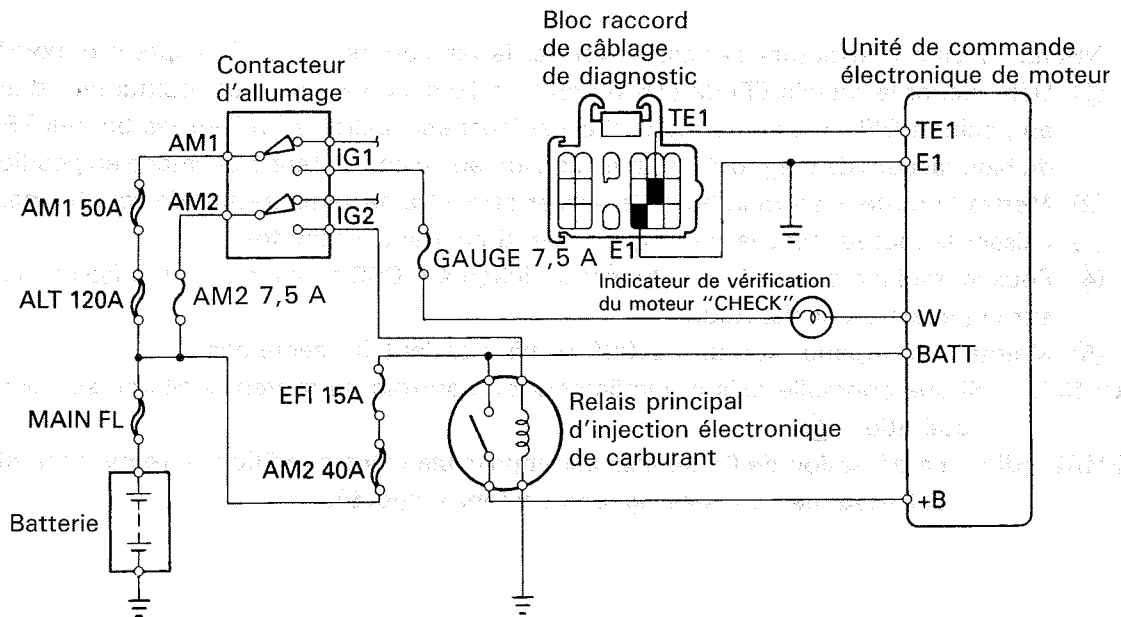 Bloc raccord
de câblage
de diagnostic
Unité de commande
électronique de moteur
Contacteur
d'allumage
TE1
TE1
AM1
IG1
E1
AM2
IG2
AM1 50A
E1
GAUGE 7,5 A
ALT 120A
AM2 7,5 A
Indicateur de vérification
du moteur "CHECK"
W
BATT
EFI 15A
MAIN FL
Relais principal
d'injection électronique
de carburant
AM2 40A
+B
Batterie